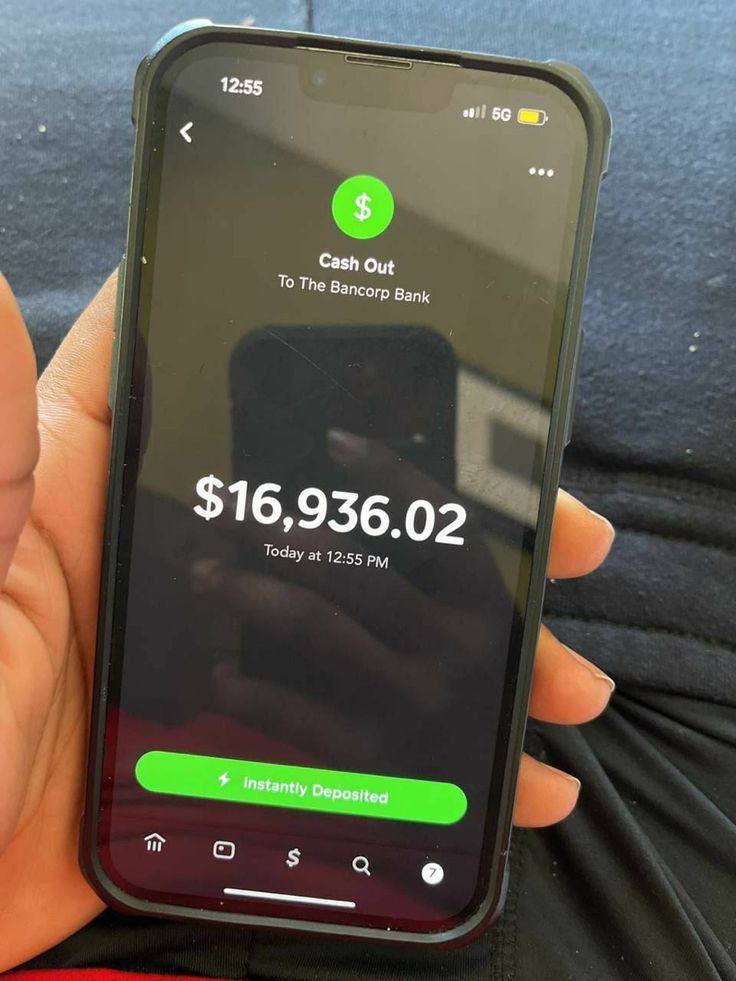 12:55
5G
$
Cash Out
To The Bancorp Bank
$16,936.02
Today at 12:55 PM
Instantly Deposited
$
7